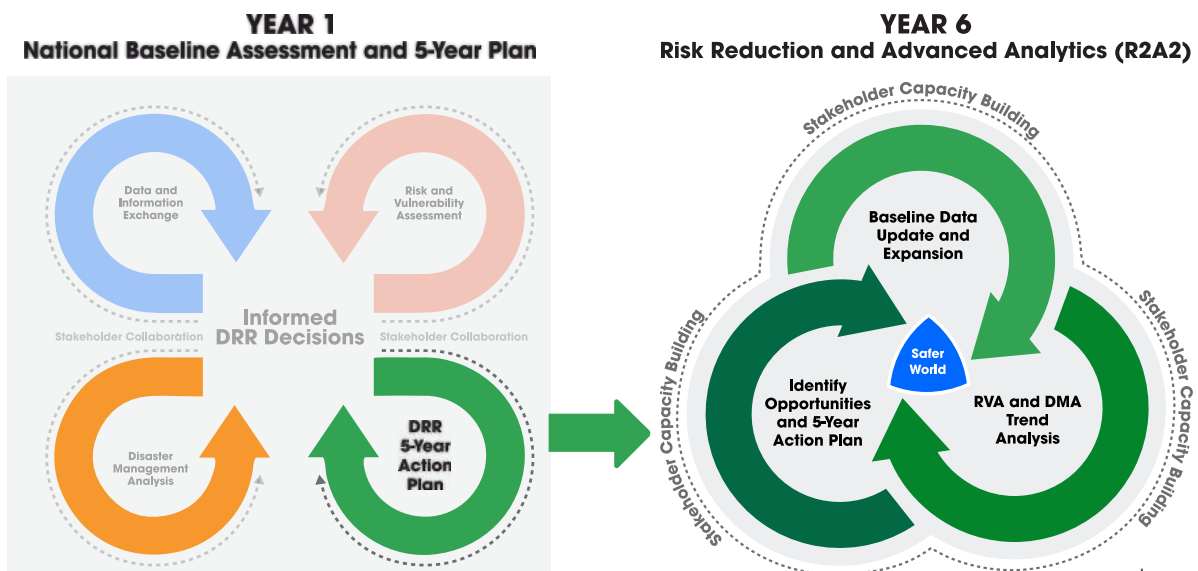 YEAR 1
National Baseline Assessment and 5-Year Plan
Data and
Information
Exchange
Risk and
Vulnerability
Assessment
Stakeholder Collaboration
Informed
DRR Decisions
Stakeholder Collaboration
Disaster
Management
Analysis
DRR
5-Year
Action
Plan
YEAR 6
Risk Reduction and Advanced Analytics (R2A2)
Stakeholder Capacity Building
Baseline Data
Update and
Expansion
Stakeholder Capacity Building
Safer
World
Identify
Opportunities
and 5-Year
Action Plan
RVA and DMA
Trend
Analysis
Stakeholder Capacity Building